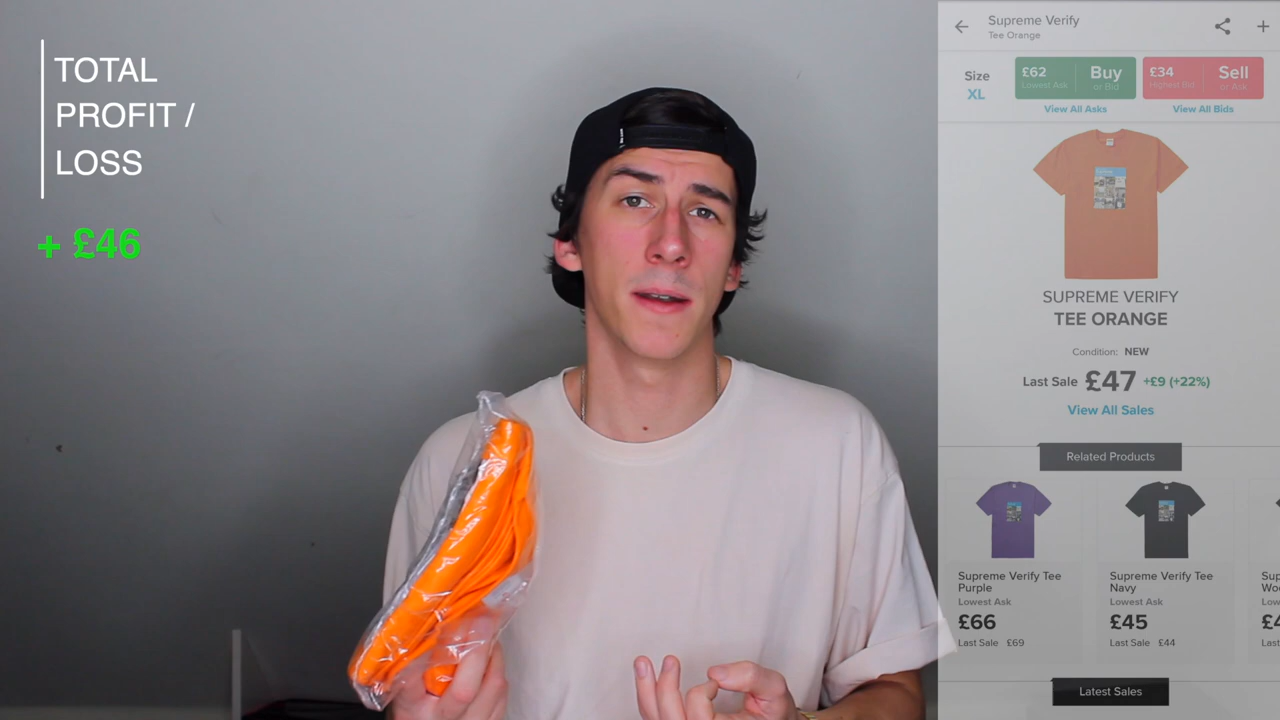 TOTAL
PROFIT /
LOSS
+ £46
Supreme Verify
Tee Orange
Size
XL
£62
Lowest Ask
Buy
or Bid
£34
Highest Bid
Sell
or Ask
View All Asks
View All Bids
SUPREME VERIFY
TEE ORANGE
Condition: NEW
Last Sale £47 +£9 (+22%)
View All Sales
Related Products
Supreme Verify Tee
Purple
Lowest Ask
£66
Last Sale £69
Supreme Verify Tee
Navy
Lowest Ask
£45
Last Sale £44
Latest Sales